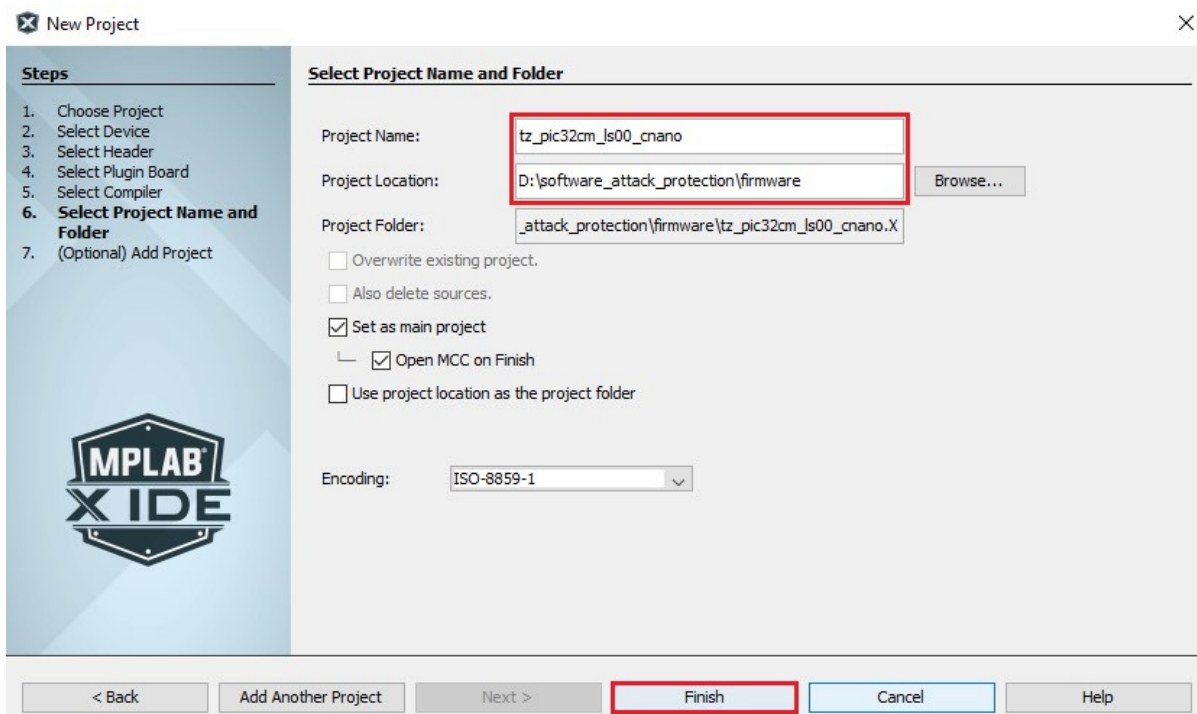 New Project
Steps
1. Choose Project
2. Select Device
3. Select Header
4. Select Plugin Board
5. Select Compiler
6. Select Project Name and
Folder
7. (Optional) Add Project
MPLAB
X IDE
Select Project Name and Folder
Project Name: tz_pic32cm_ls00_cnano
Project Location: D:\software_attack_protection\firmware Browse...
Project Folder: _attack_protection\firmware\tz_pic32cm_ls00_cnano.X
Overwrite existing project.
Also delete sources.
Set as main project
Open MCC on Finish
Use project location as the project folder
Encoding: ISO-8859-1
< Back Add Another Project Next > Finish Cancel Help